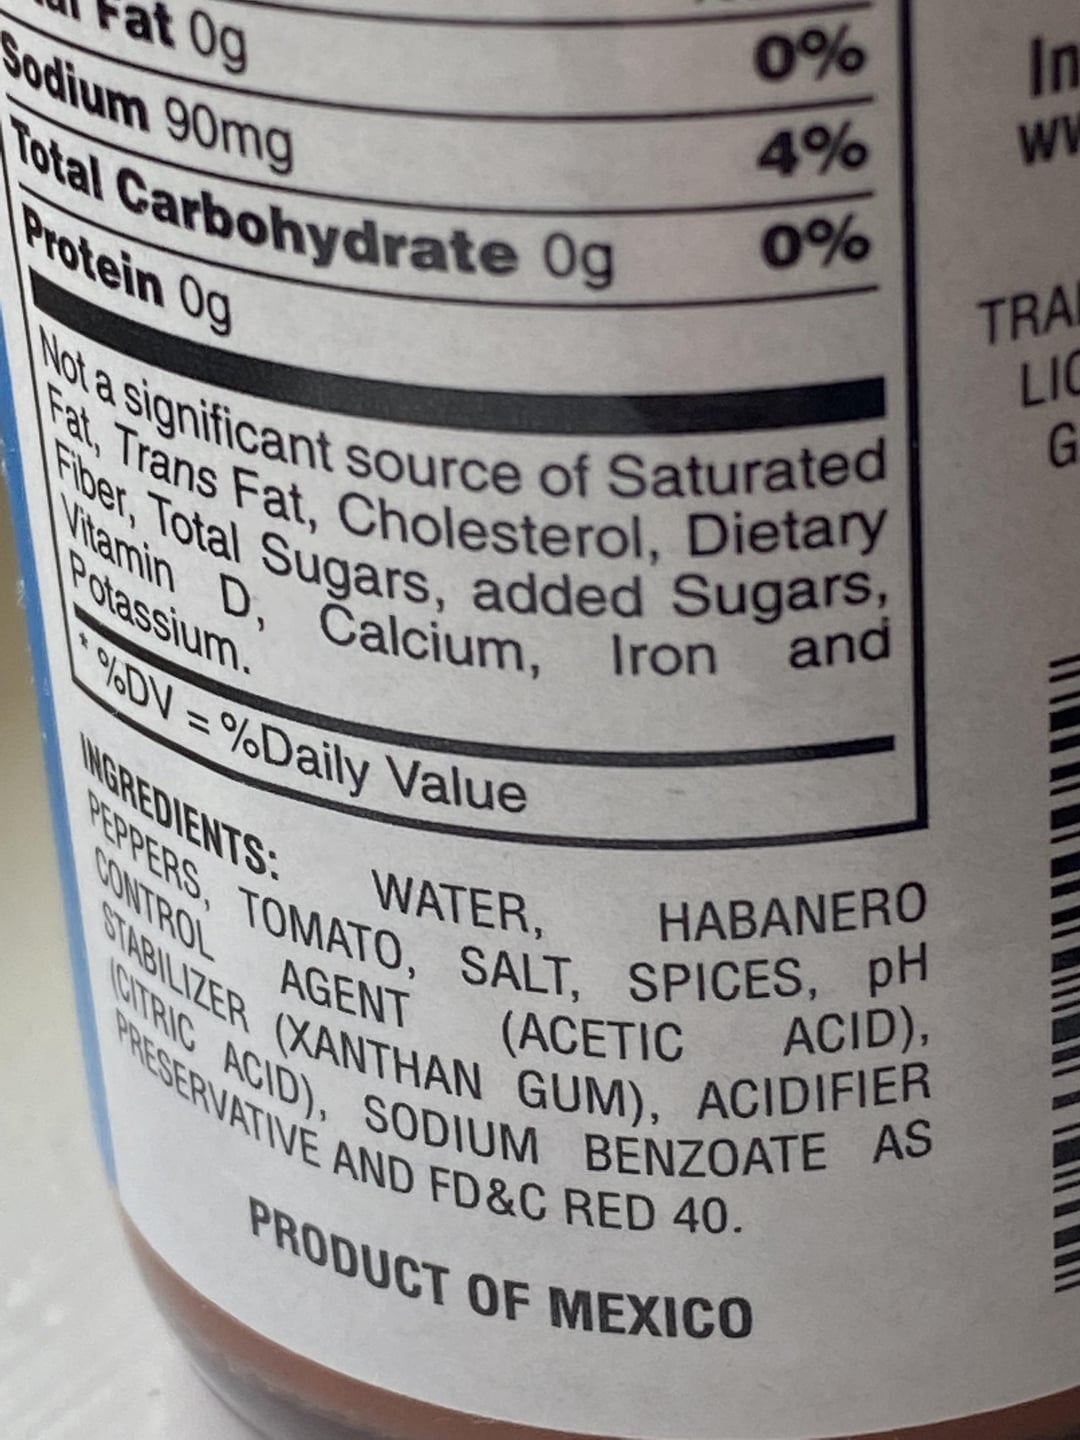 Fat 0g 0%
Sodium 90mg 4%
Total Carbohydrate 0g 0%
Protein 0g
Not a significant source of Saturated
Fat, Trans Fat, Cholesterol, Dietary
Fiber, Total Sugars, added Sugars,
Vitamin D, Calcium, Iron and
Potassium.
* %DV = %Daily Value
INGREDIENTS: WATER, HABANERO
PEPPERS, TOMATO, SALT, SPICES, pH
CONTROL AGENT (ACETIC ACID),
STABILIZER (XANTHAN GUM), ACIDIFIER
(CITRIC ACID), SODIUM BENZOATE AS
PRESERVATIVE AND FD&C RED 40.
PRODUCT OF MEXICO